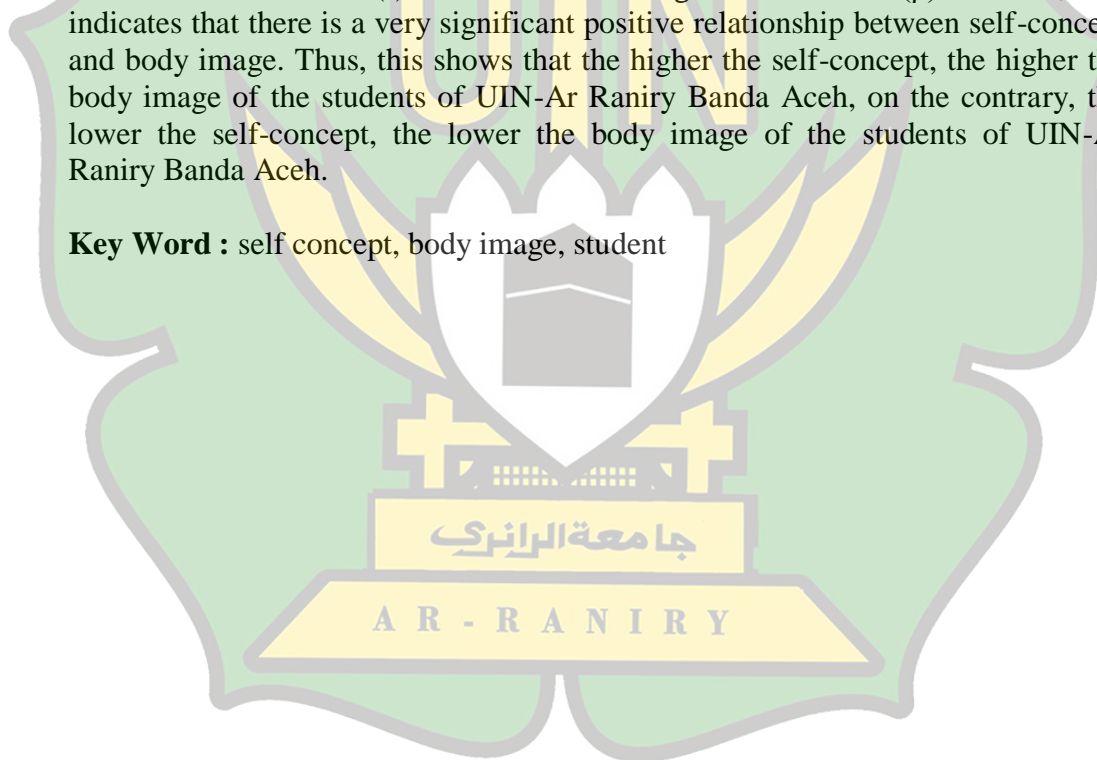 indicates that there is a very significant positive relationship between self-conce
and body image. Thus, this shows that the higher the self-concept, the higher t
body image of the students of UIN-Ar Raniry Banda Aceh, on the contrary, t
lower the self-concept, the lower the body image of the students of UIN-A
Raniry Banda Aceh.
Key Word : self concept, body image, student
UIN
جامعةالرانري
AR-RANIRY